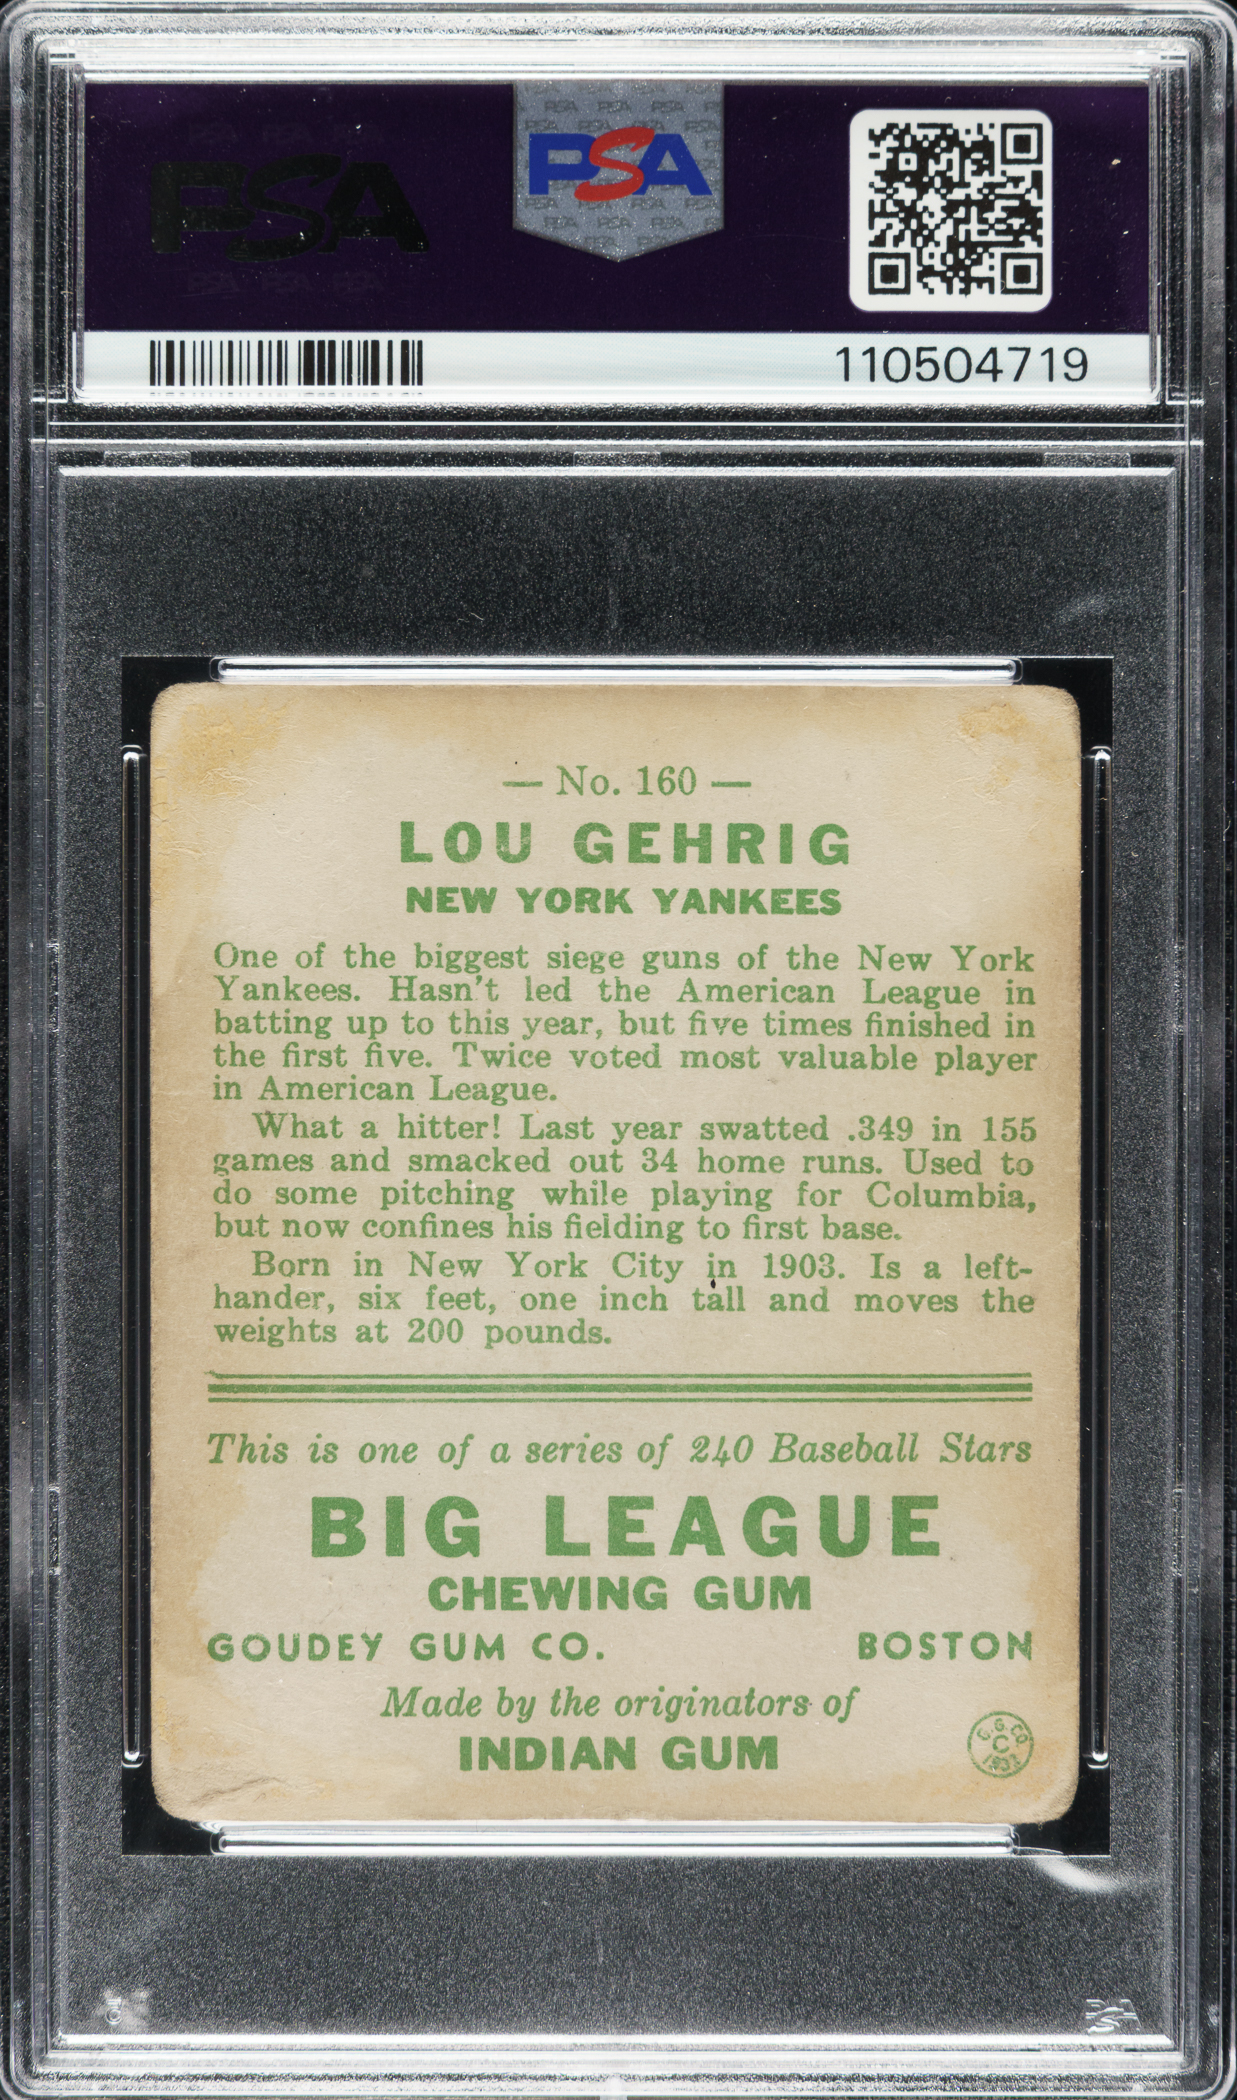 PSA
PSA
110504719
— No. 160 —
LOU GEHRIG
NEW YORK YANKEES
One of the biggest siege guns of the New York
Yankees. Hasn't led the American League in
batting up to this year, but five times finished in
the first five. Twice voted most valuable player
in American League.
What a hitter! Last year swatted .349 in 155
games and smacked out 34 home runs. Used to
do some pitching while playing for Columbia,
but now confines his fielding to first base.
Born in New York City in 1903. Is a left-
hander, six feet, one inch tall and moves the
weights at 200 pounds.
This is one of a series of 240 Baseball Stars
BIG LEAGUE
CHEWING GUM
GOUDEY GUM CO. BOSTON
Made by the originators of
INDIAN GUM
G.G.CO.
C
1933
PSA